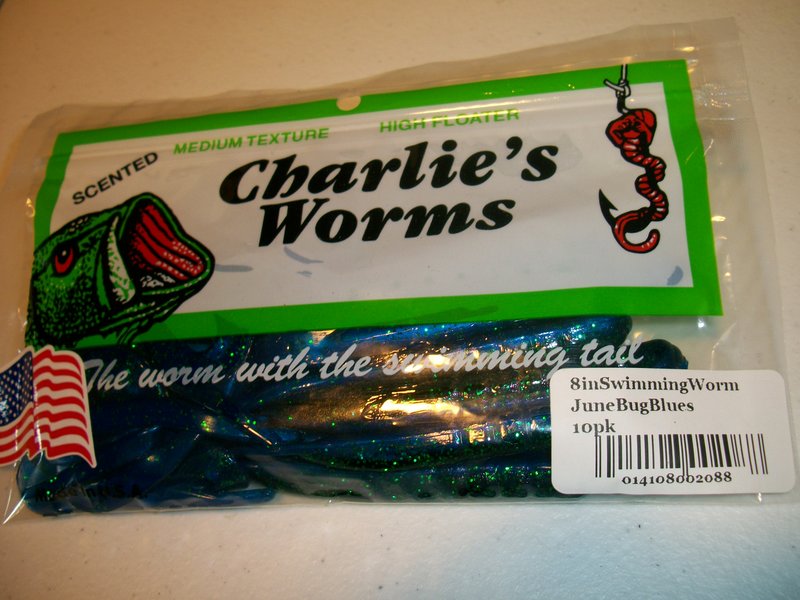 SCENTED
MEDIUM TEXTURE
HIGH FLOATER
Charlie's
Worms
The worm with the swimming tail
8inSwimmingWorm
JuneBugBlues
10pk
014108002088